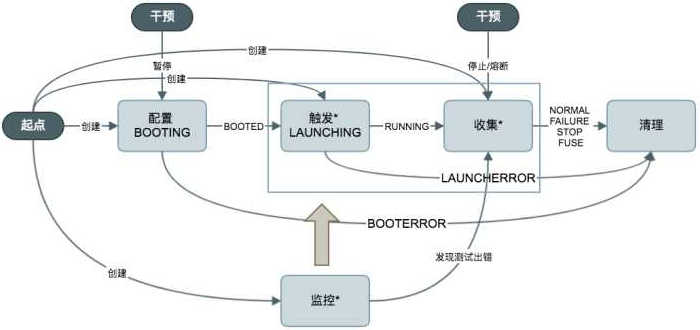 干预
干预
创建
暂停
创建
停止/熔断
起点
创建
配置
BOOTING
BOOTED
触发*
LAUNCHING
RUNNING
收集*
NORMAL
FAILURE
STOP
FUSE
清理
LAUNCHERROR
BOOTERROR
发现测试出错
创建
监控*